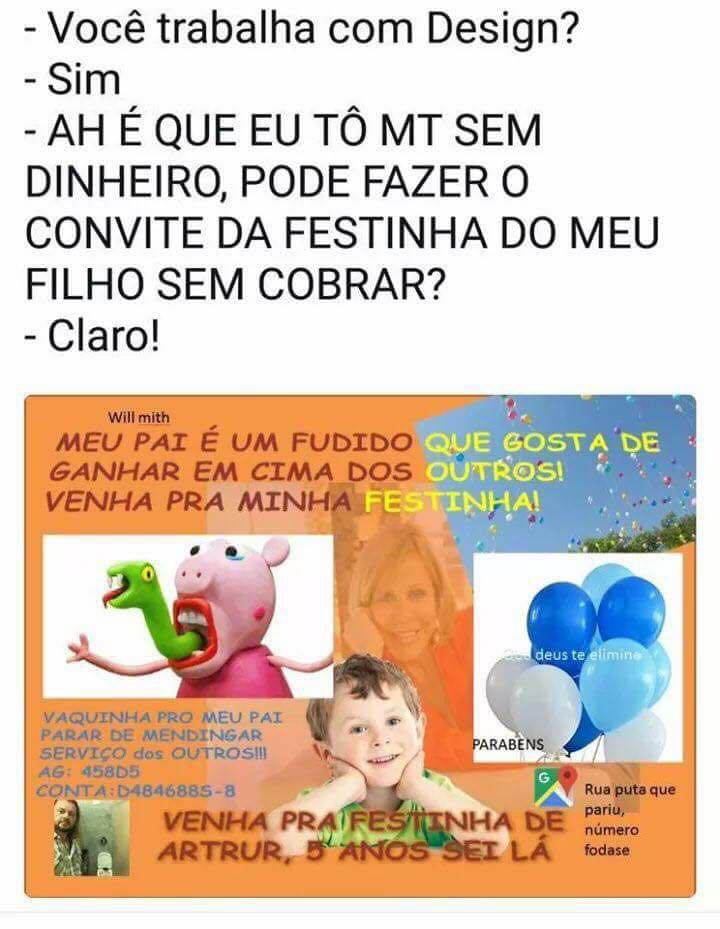 - Você trabalha com Design?
- Sim
- AH É QUE EU TÔ MT SEM
DINHEIRO, PODE FAZER O
CONVITE DA FESTINHA DO MEU
FILHO SEM COBRAR?
- Claro!
Will mith
MEU PAI É UM FUDIDO QUE GOSTA DE
GANHAR EM CIMA DOS OUTROS!
VENHA PRA MINHA FESTINHA!
deus te elimine
PARABÈNS
VAQUINHA PRO MEU PAI
PARAR DE MENDINGAR
SERVIÇO dos OUTROS!!!
AG: 458D5
CONTA:D4846885-8
G
Rua puta que
pariu,
número
fodase
VENHA PRA FESTINHA DE
ARTRUR, 5 ANOS SEI LÁ